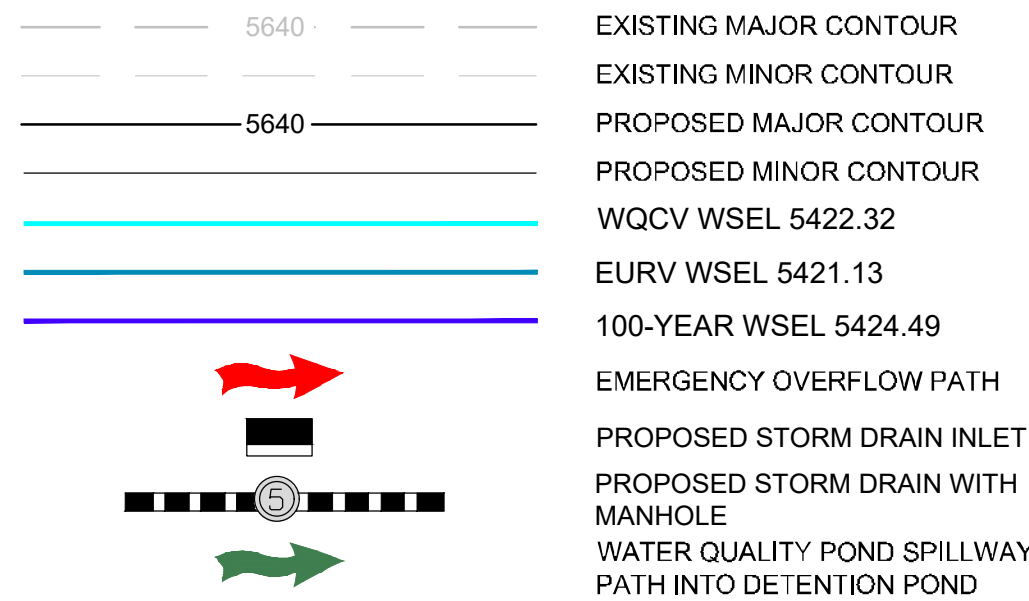 5640 EXISTING MAJOR CONTOUR
EXISTING MINOR CONTOUR
5640 PROPOSED MAJOR CONTOUR
PROPOSED MINOR CONTOUR
WQCV WSEL 5422.32
EURV WSEL 5421.13
100-YEAR WSEL 5424.49
EMERGENCY OVERFLOW PATH
PROPOSED STORM DRAIN INLET
5 PROPOSED STORM DRAIN WITH
MANHOLE
WATER QUALITY POND SPILLWAY
PATH INTO DETENTION POND